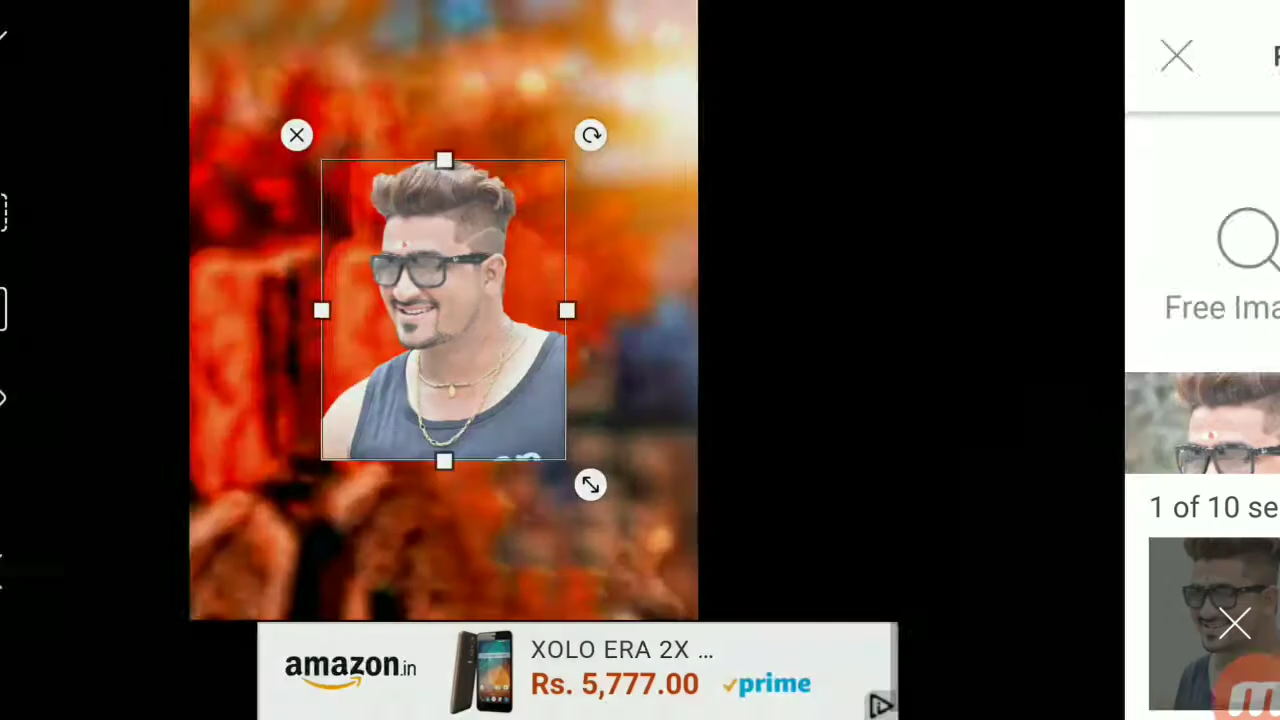 Free Ima
1 of 10 se
amazon.in
XOLO ERA 2X ...
Rs. 5,777.00
prime